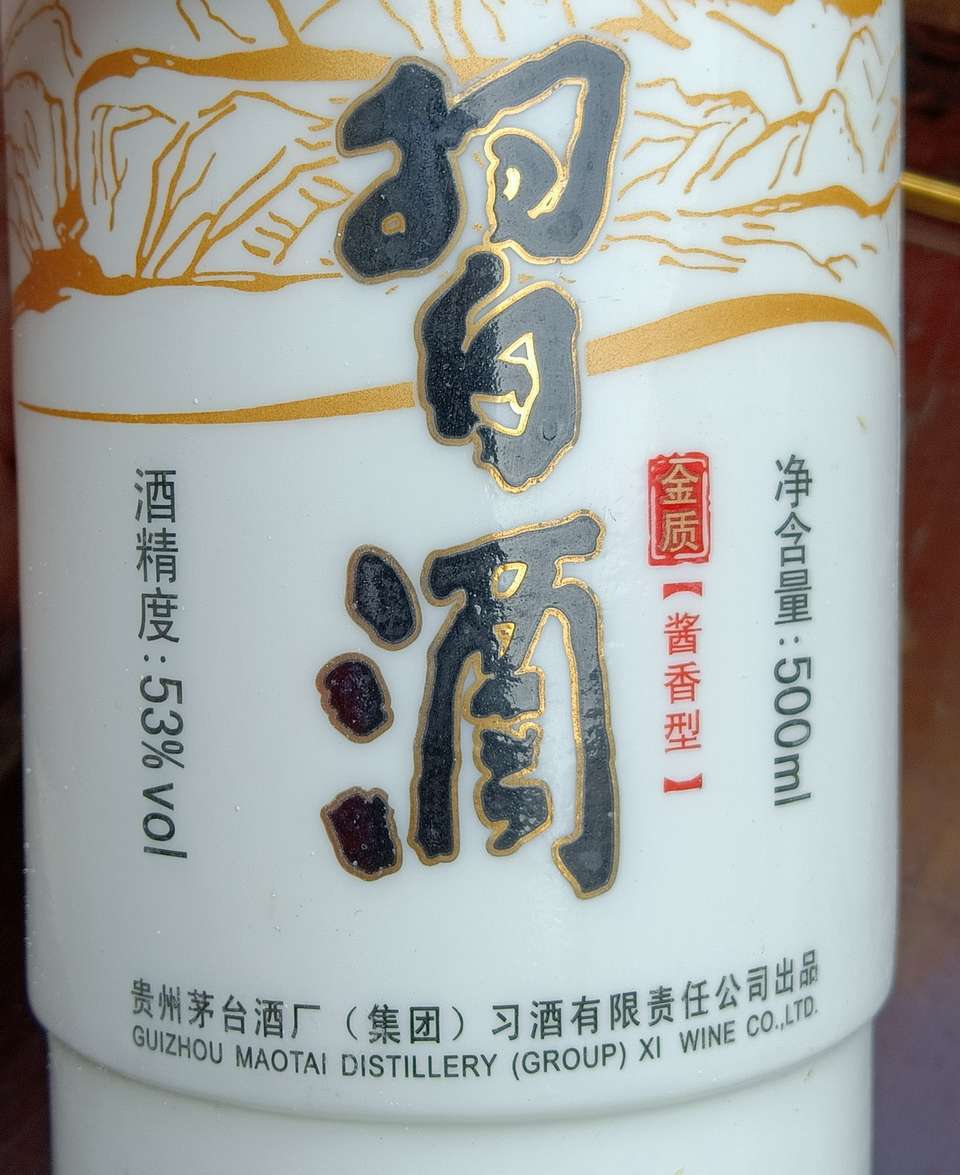 習酒
金质
【酱香型】
净含量:500ml
酒精度:53%vol
贵州茅台酒厂（集团）习酒有限责任公司出品
GUIZHOU MAOTAI DISTILLERY (GROUP) XI WINE CO.,LTD.